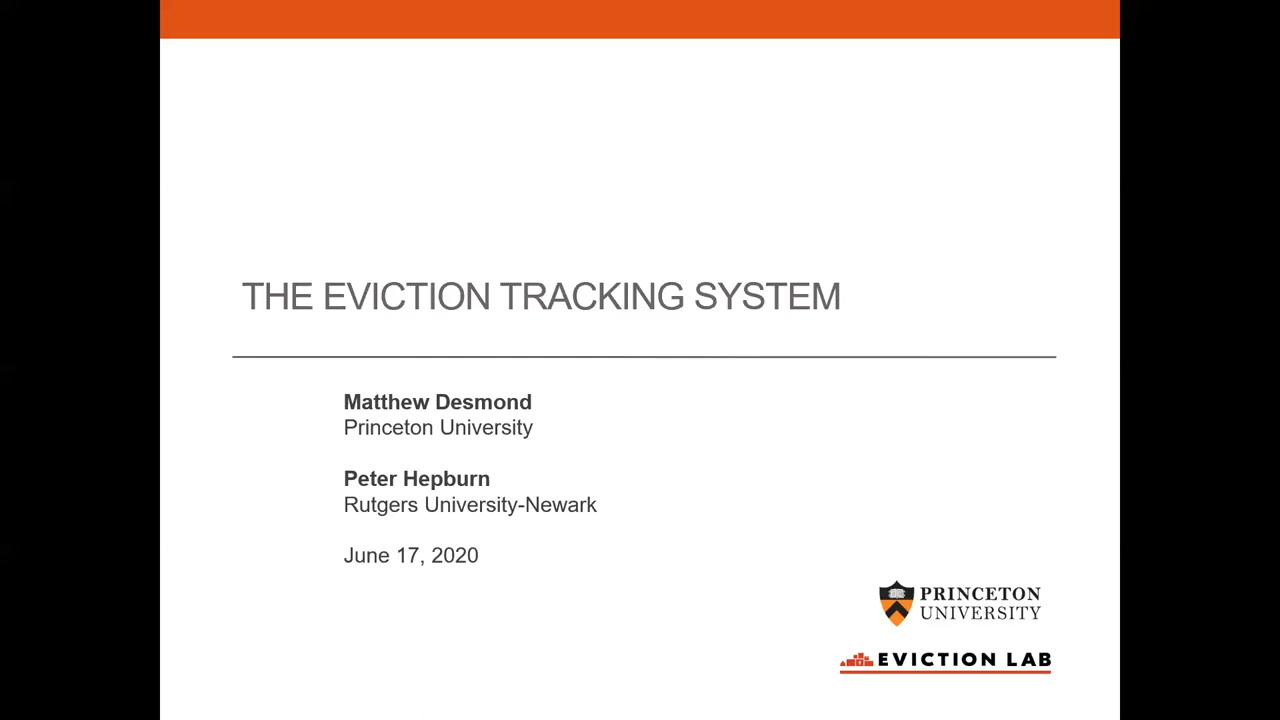 THE EVICTION TRACKING SYSTEM
Matthew Desmond
Princeton University
Peter Hepburn
Rutgers University-Newark
June 17, 2020
PRINCETON
UNIVERSITY
EVICTION LAB